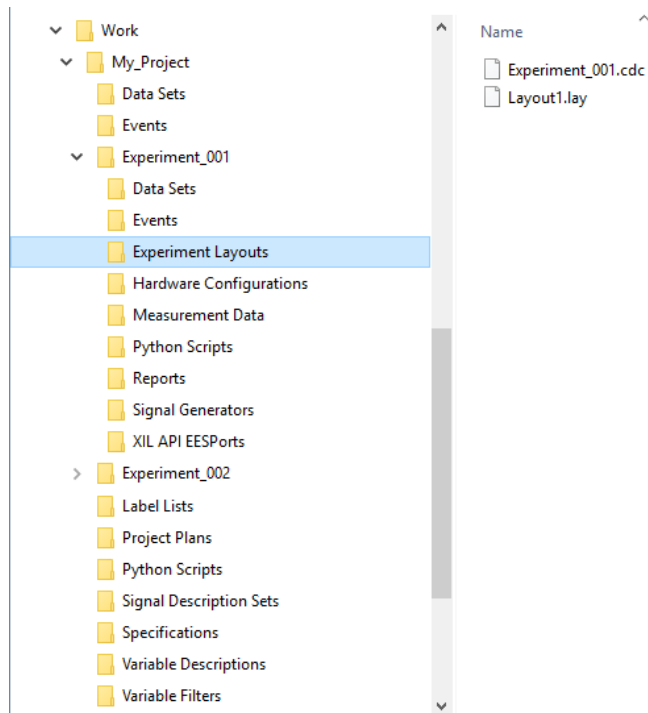 Work
My_Project
Data Sets
Events
Experiment_001
Data Sets
Events
Experiment Layouts
Hardware Configurations
Measurement Data
Python Scripts
Reports
Signal Generators
XIL API EESPorts
Experiment_002
Label Lists
Project Plans
Python Scripts
Signal Description Sets
Specifications
Variable Descriptions
Variable Filters
Name
Experiment_001.cdc
Layout1.lay